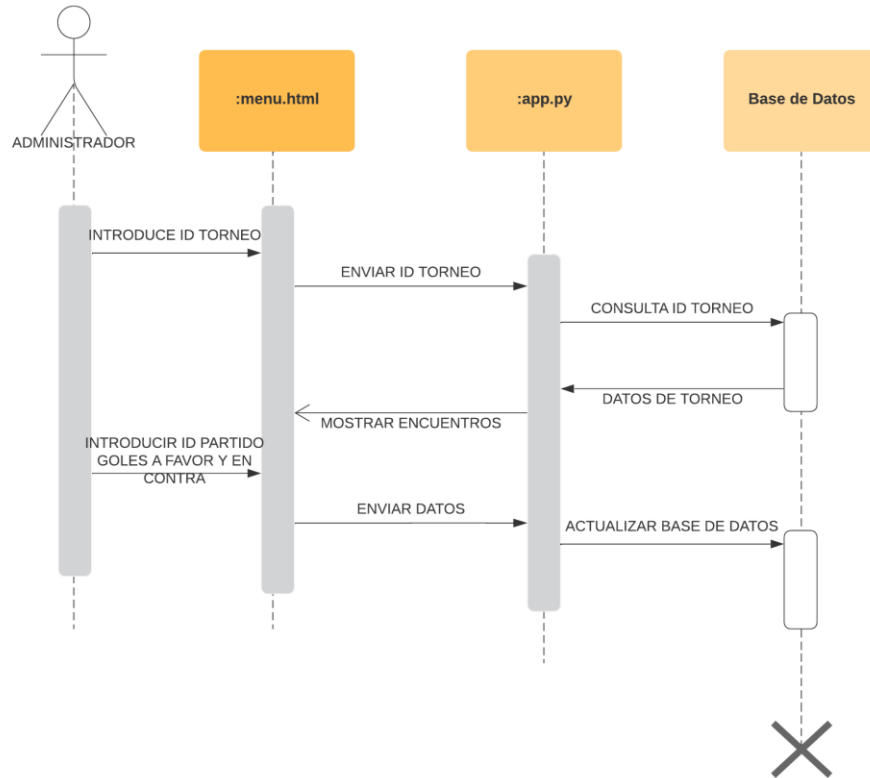 :menu.html
:app.py
Base de Datos
ADMINISTRADOR
INTRODUCE ID TORNEO
ENVIAR ID TORNEO
CONSULTA ID TORNEO
DATOS DE TORNEO
MOSTRAR ENCUENTROS
INTRODUCIR ID PARTIDO
GOLES A FAVOR Y EN
CONTRA
ENVIAR DATOS
ACTUALIZAR BASE DE DATOS